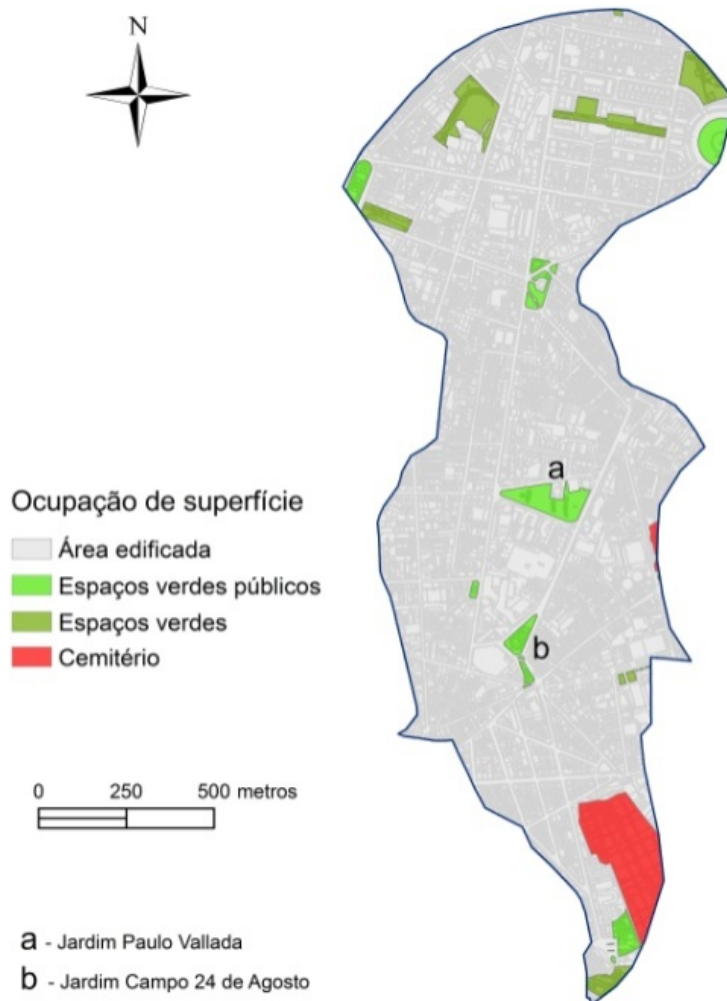 N
a
b
Ocupação de superfície
Área edificada
Espaços verdes públicos
Espaços verdes
Cemitério
0 250 500 metros
a - Jardim Paulo Vallada
b - Jardim Campo 24 de Agosto